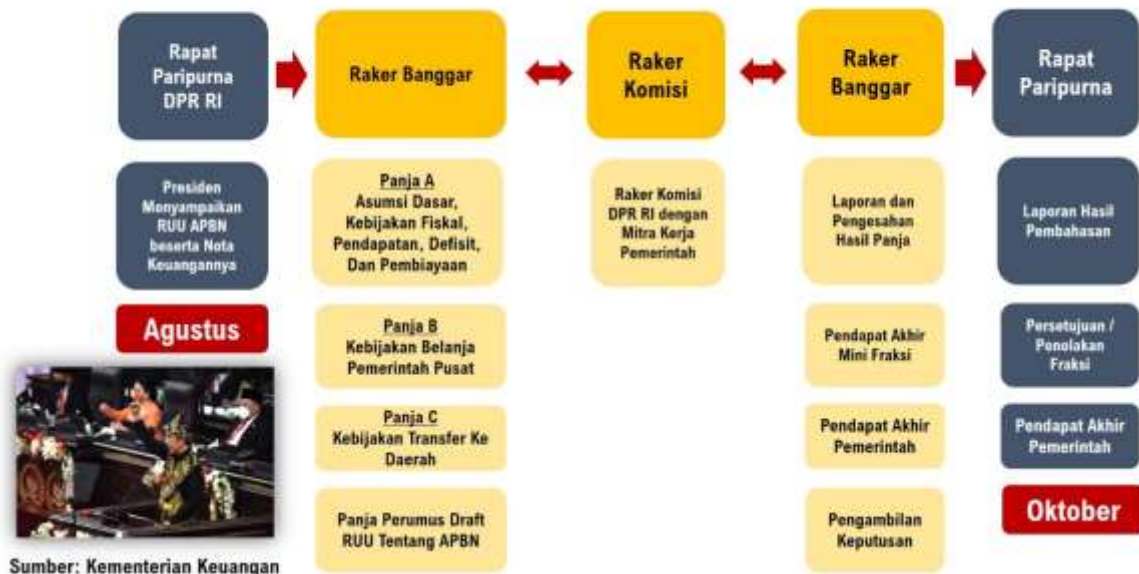 Rapat
Paripurna
DPR RI
Raker Banggar
Raker
Komisi
Raker
Banggar
Rapat
Paripurna
Presiden
Menyampaikan
RUU APBN
beserta Nota
Keuangannya
Agustus
Panja A
Asumsi Dasar,
Kebijakan Fiskal,
Pendapatan, Defisit,
Dan Pembiayaan
Panja B
Kebijakan Belanja
Pemerintah Pusat
Panja C
Kebijakan Transfer Ke
Daerah
Panja Perumus Draft
RUU Tentang APBN
Raker Komisi
DPR RI dengan
Mitra Kerja
Pemerintah
Laporan dan
Pengesahan
Hasil Panja
Pendapat Akhir
Mini Fraksi
Pendapat Akhir
Pemerintah
Pengambilan
Keputusan
Laporan Hasil
Pembahasan
Persetujuan /
Penolakan
Fraksi
Pendapat Akhir
Pemerintah
Oktober
Sumber: Kementerian Keuangan